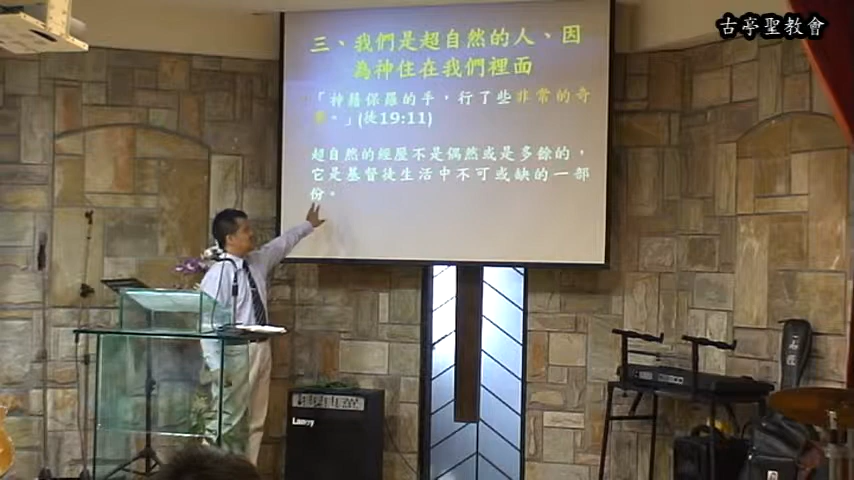 古亭聖教會
三、我們是超自然的人、因
為神住在我們裡面
「神藉保羅的手，行了些非常的奇
。」(徒19:11)
超自然的經歷不是偶然或是多餘的，
它是基督徒生活中不可或缺的一部
份。
Laney